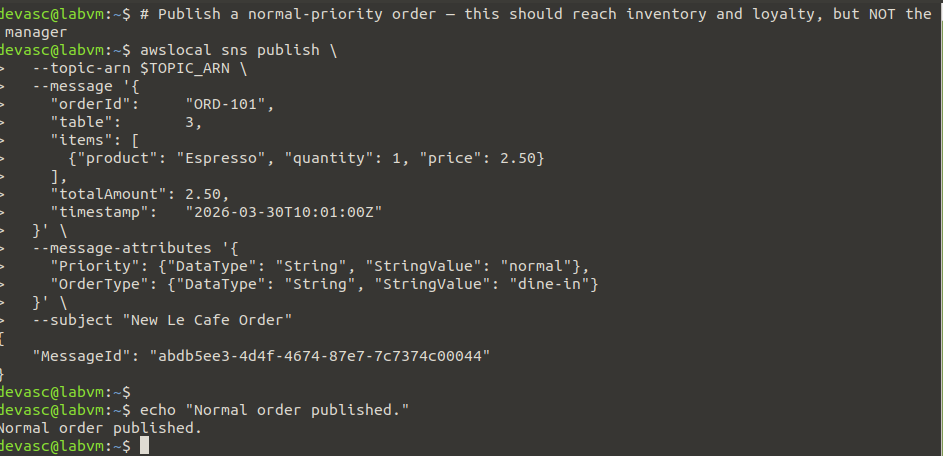 devasc@labvm:~$ # Publish a normal-priority order — this should reach inventory and loyalty, but NOT the
 manager
devasc@labvm:~$ awslocal sns publish \
>   --topic-arn $TOPIC_ARN \
>   --message '{
>     "orderId":     "ORD-101",
>     "table":       3,
>     "items": [
>       {"product": "Espresso", "quantity": 1, "price": 2.50}
>     ],
>     "totalAmount": 2.50,
>     "timestamp":   "2026-03-30T10:01:00Z"
>   }' \
>   --message-attributes '{
>     "Priority": {"DataType": "String", "StringValue": "normal"},
>     "OrderType": {"DataType": "String", "StringValue": "dine-in"}
>   }' \
>   --subject "New Le Cafe Order"
{
    "MessageId": "abdb5ee3-4d4f-4674-87e7-7c7374c00044"
}
devasc@labvm:~$
devasc@labvm:~$ echo "Normal order published."
Normal order published.
devasc@labvm:~$